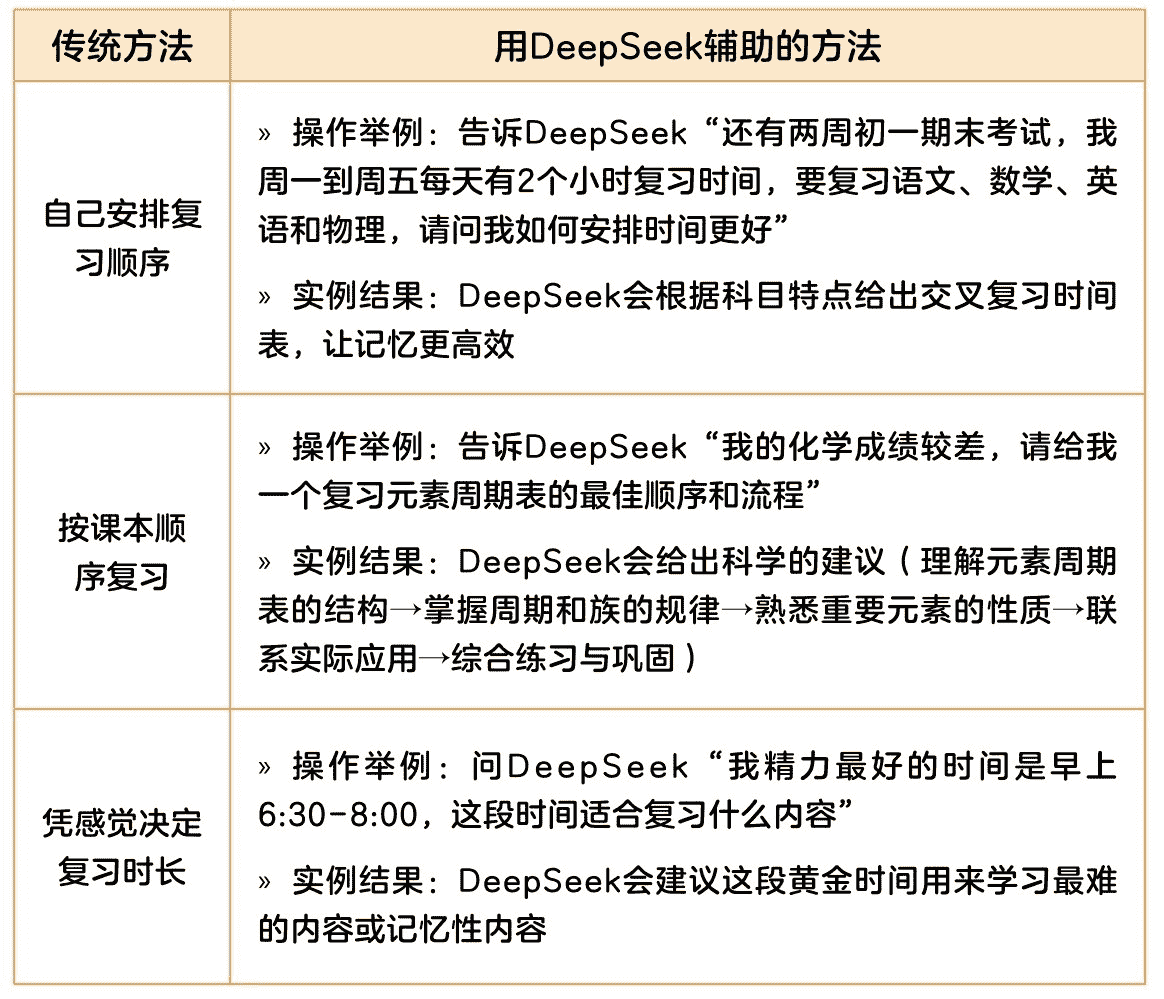 传统方法
用DeepSeek辅助的方法
自己安排复
习顺序
» 操作举例：告诉DeepSeek“还有两周初一期末考试，我
周一到周五每天有2个小时复习时间，要复习语文、数学、英
语和物理，请问我如何安排时间更好”
» 实例结果：DeepSeek会根据科目特点给出交叉复习时间
表，让记忆更高效
按课本顺
序复习
» 操作举例：告诉DeepSeek“我的化学成绩较差，请给我
一个复习元素周期表的最佳顺序和流程”
» 实例结果：DeepSeek会给出科学的建议（理解元素周期
表的结构→掌握周期和族的规律→熟悉重要元素的性质→联
系实际应用→综合练习与巩固）
凭感觉决定
复习时长
» 操作举例：问DeepSeek“我精力最好的时间是早上
6:30-8:00，这段时间适合复习什么内容”
» 实例结果：DeepSeek会建议这段黄金时间用来学习最难
的内容或记忆性内容